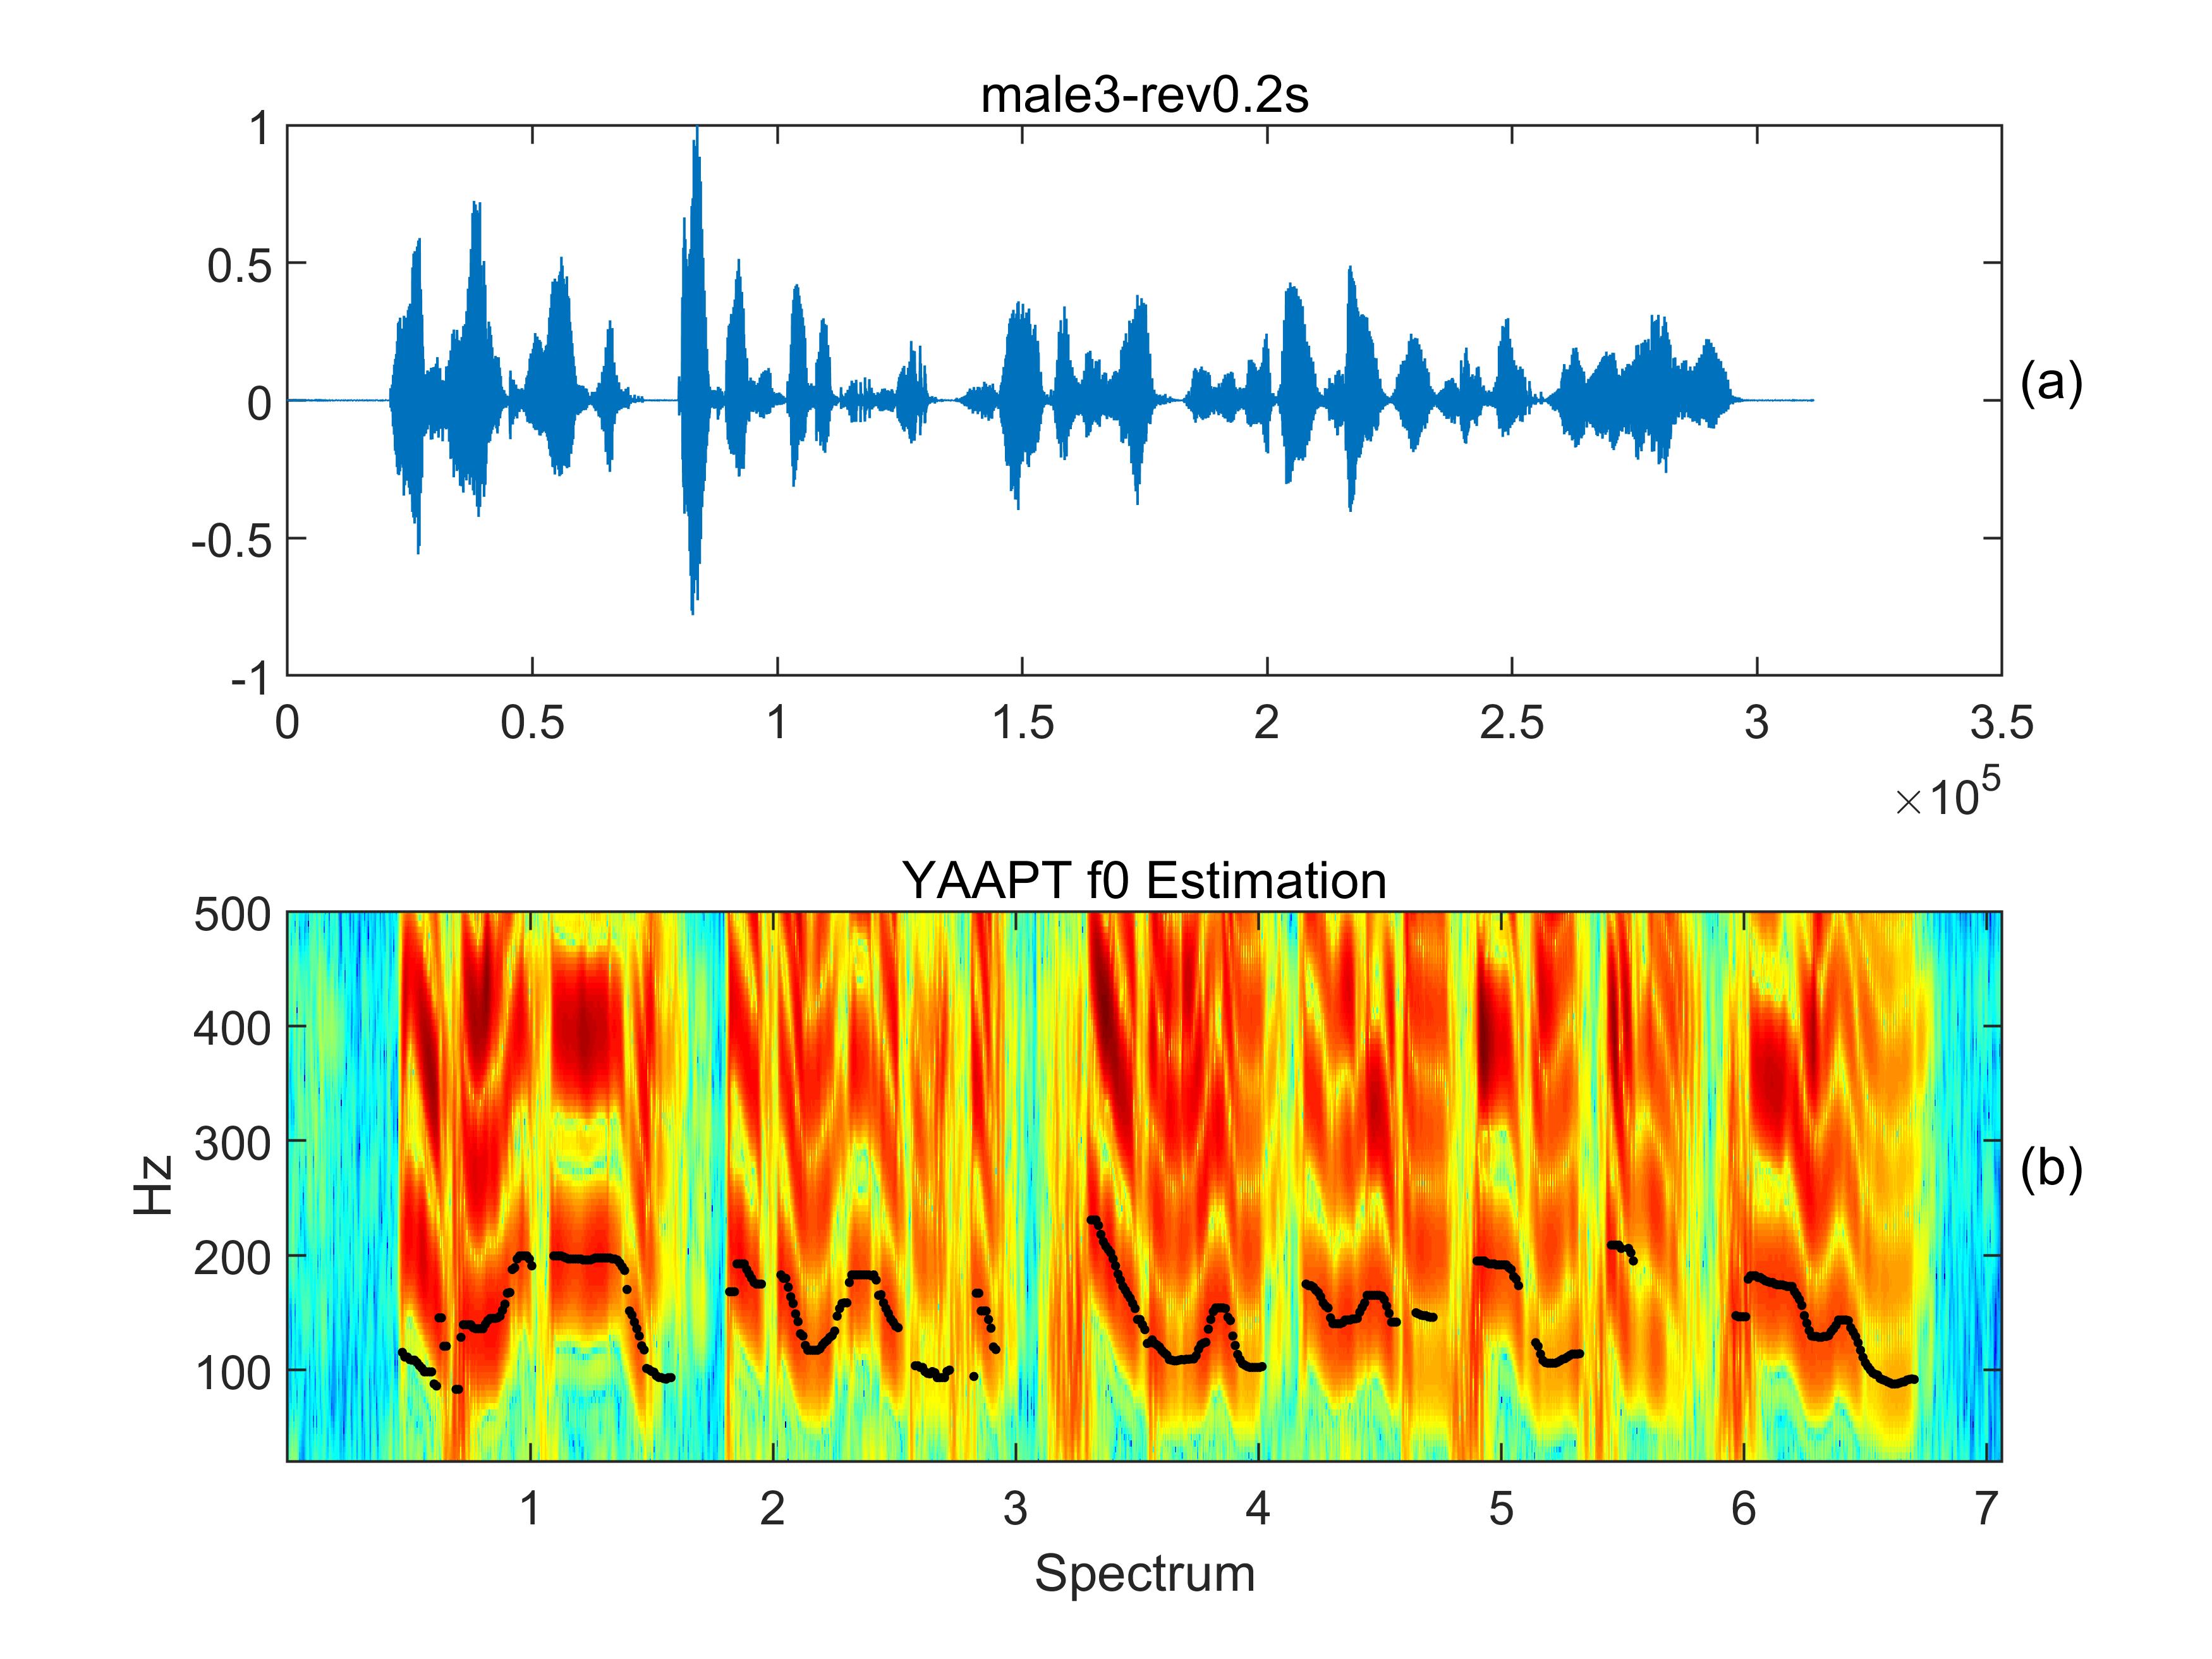 male3-rev0.2s
1
0.5
0
-0.5
-1
(a)
0 0.5 1 1.5 2 2.5 3 3.5
×10^5
YAAPT f0 Estimation
500
400
300
200
100
Hz
(b)
1 2 3 4 5 6 7
Spectrum